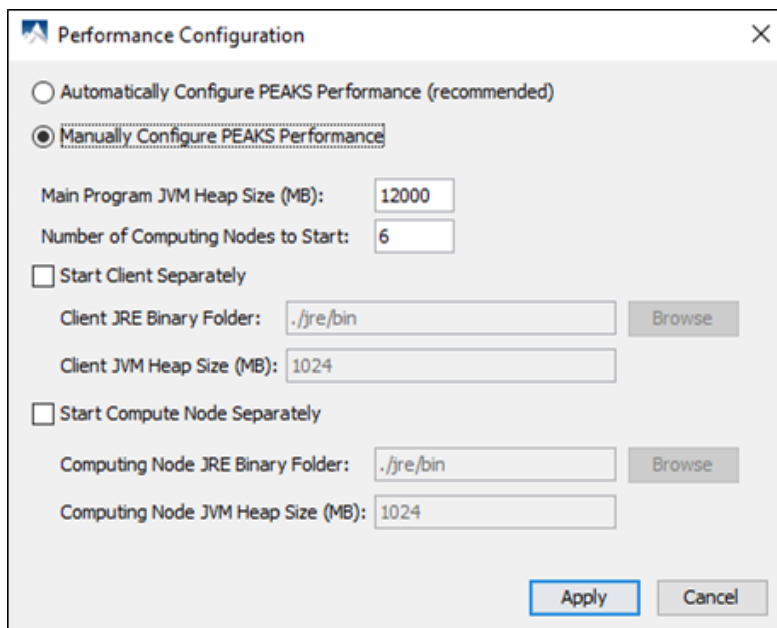 Performance Configuration
Automatically Configure PEAKS Performance (recommended)
Manually Configure PEAKS Performance
Main Program JVM Heap Size (MB): 12000
Number of Computing Nodes to Start: 6
Start Client Separately
Client JRE Binary Folder: ./jre/bin Browse
Client JVM Heap Size (MB): 1024
Start Compute Node Separately
Computing Node JRE Binary Folder: ./jre/bin Browse
Computing Node JVM Heap Size (MB): 1024
Apply Cancel